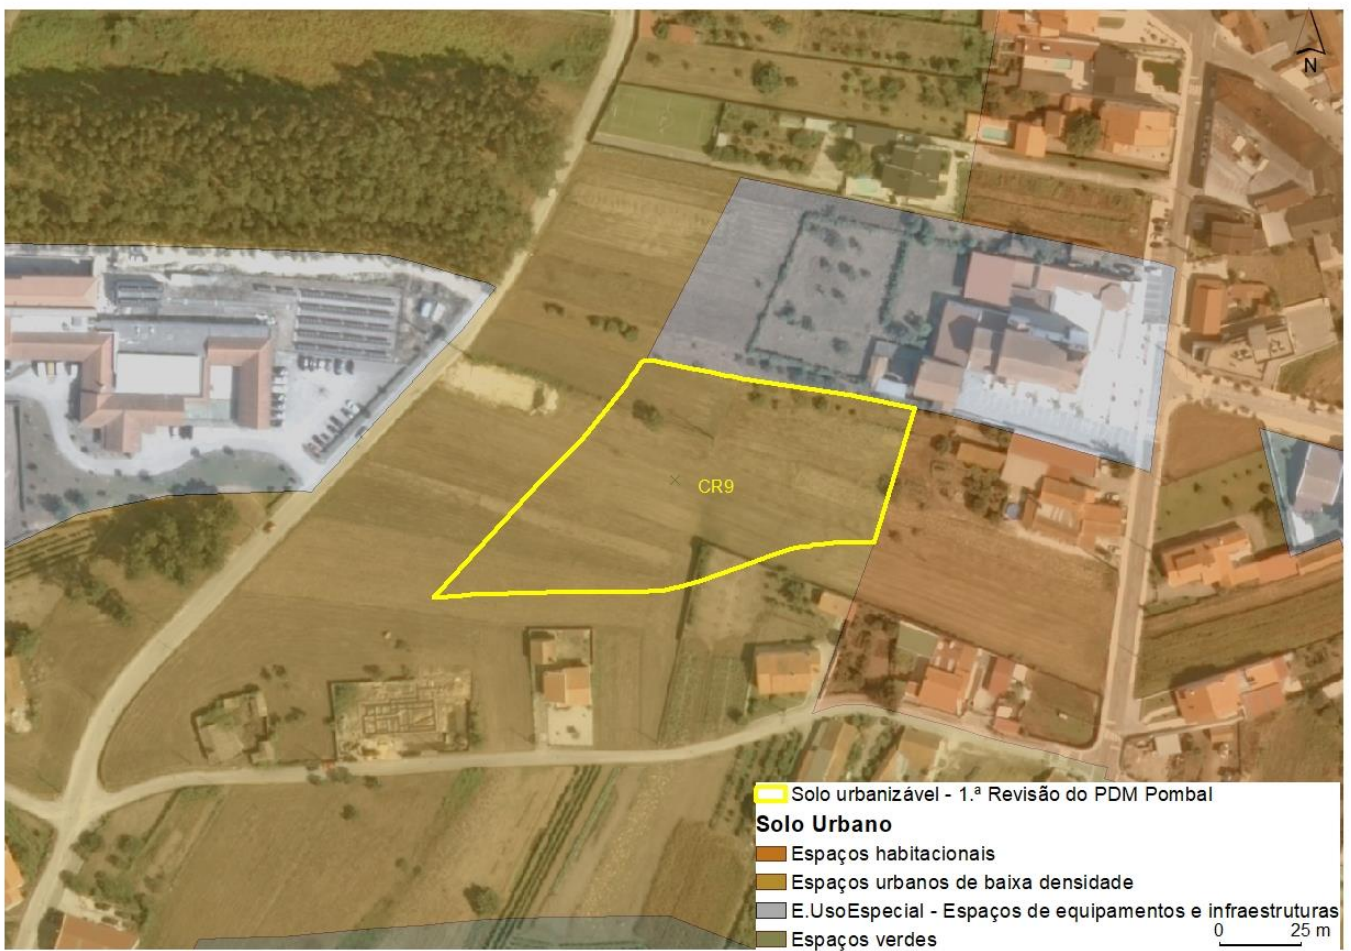 N
CR9
Solo urbanizável - 1.ª Revisão do PDM Pombal
Solo Urbano
Espaços habitacionais
Espaços urbanos de baixa densidade
E.UsoEspecial - Espaços de equipamentos e infraestruturas
Espaços verdes
0 25 m